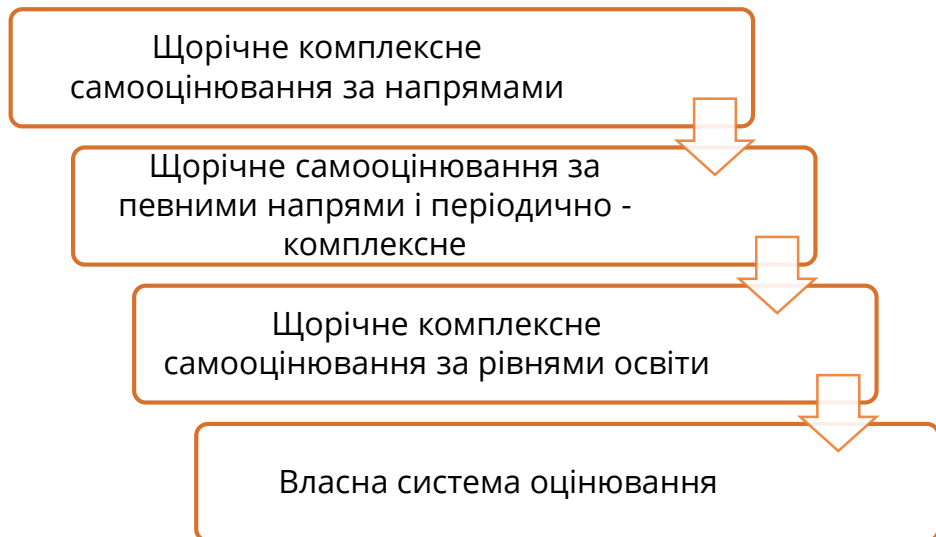 Щорічне комплексне
самооцінювання за напрямами
Щорічне самооцінювання за
певними напрями і періодично -
комплексне
Щорічне комплексне
самооцінювання за рівнями освіти
Власна система оцінювання